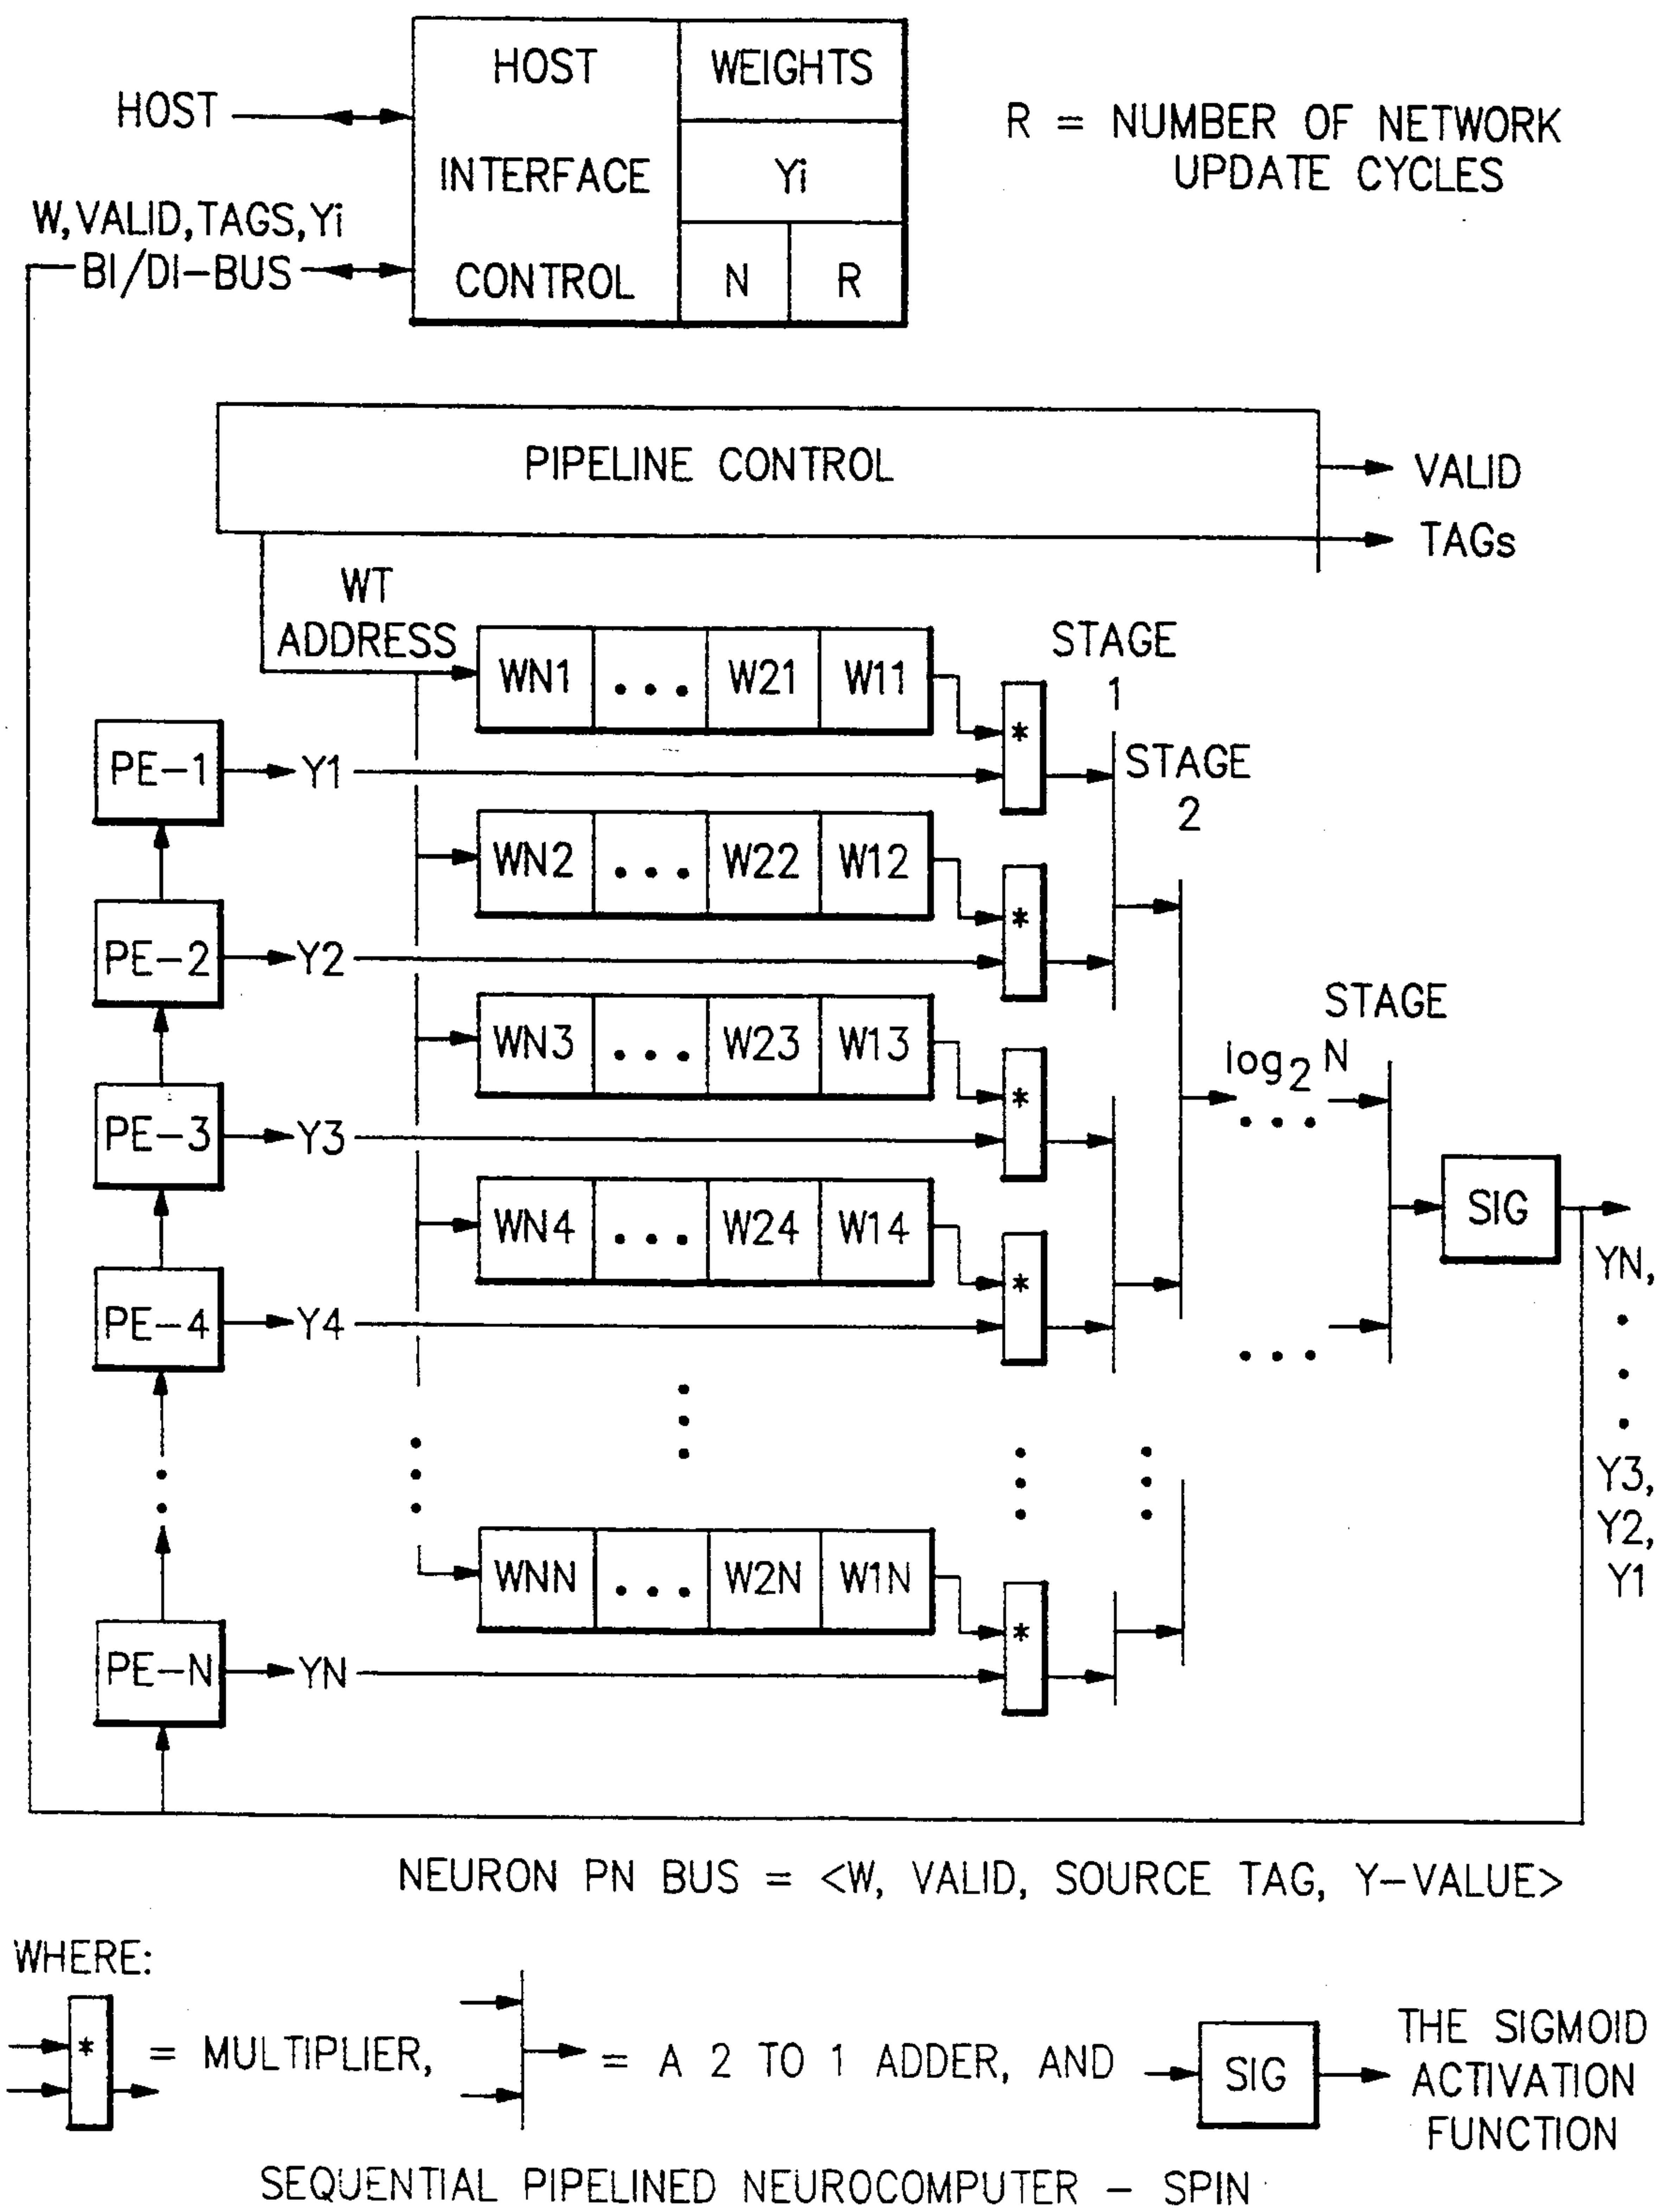 HOST
INTERFACE
CONTROL
WEIGHTS
Yi
N
R
HOST
W,VALID,TAGS,Yi
BI/DI-BUS
R = NUMBER OF NETWORK
UPDATE CYCLES
PIPELINE CONTROL
VALID
TAGs
WT
ADDRESS
STAGE
1
STAGE
2
STAGE
log2 N
WN1 ... W21 W11
*
PE-1
Y1
WN2 ... W22 W12
*
PE-2
Y2
WN3 ... W23 W13
*
PE-3
Y3
WN4 ... W24 W14
*
PE-4
Y4
WNN ... W2N W1N
*
PE-N
YN
SIG
YN,
.
.
.
Y3,
Y2,
Y1
NEURON PN BUS = <W, VALID, SOURCE TAG, Y-VALUE>
WHERE:
* = MULTIPLIER, = A 2 TO 1 ADDER, AND SIG
THE SIGMOID
ACTIVATION
FUNCTION
SEQUENTIAL PIPELINED NEUROCOMPUTER - SPIN